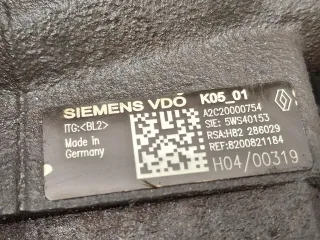 SIEMENS VDO K05_01
ITG:<BL2> A2C20000754
SIE: 5WS40153
Made in RSA:H82 286029
Germany REF:8200821184
H04/00319